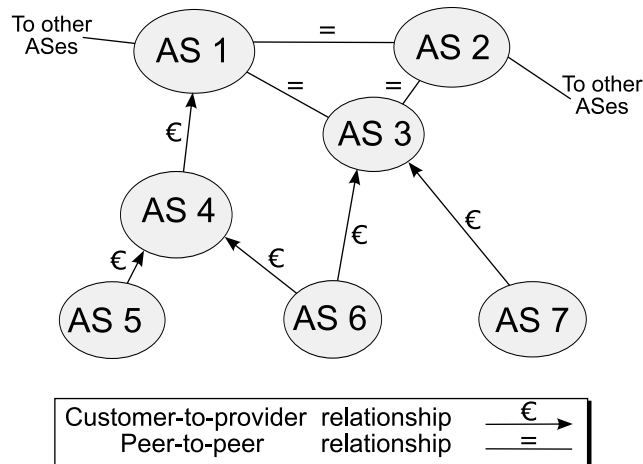 To other
ASes
AS 1
=
AS 2
=
=
To other
ASes
AS 3
€
AS 4
€
€
€
€
AS 5
AS 6
AS 7
Customer-to-provider relationship €
Peer-to-peer relationship =